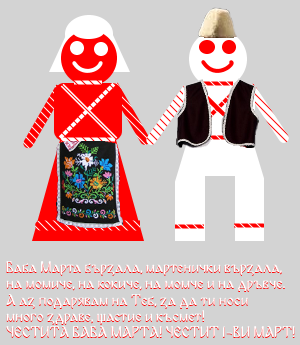 Баба Марта бързала, мартенички вързала,
на момиче, на кокиче, на момче и на дръвче.
А аз подарявам на Теб, за да ти носи
много здраве, щастие и късмет!
ЧЕСТИТА БАБА МАРТА! ЧЕСТИТ 1-ВИ МАРТ!